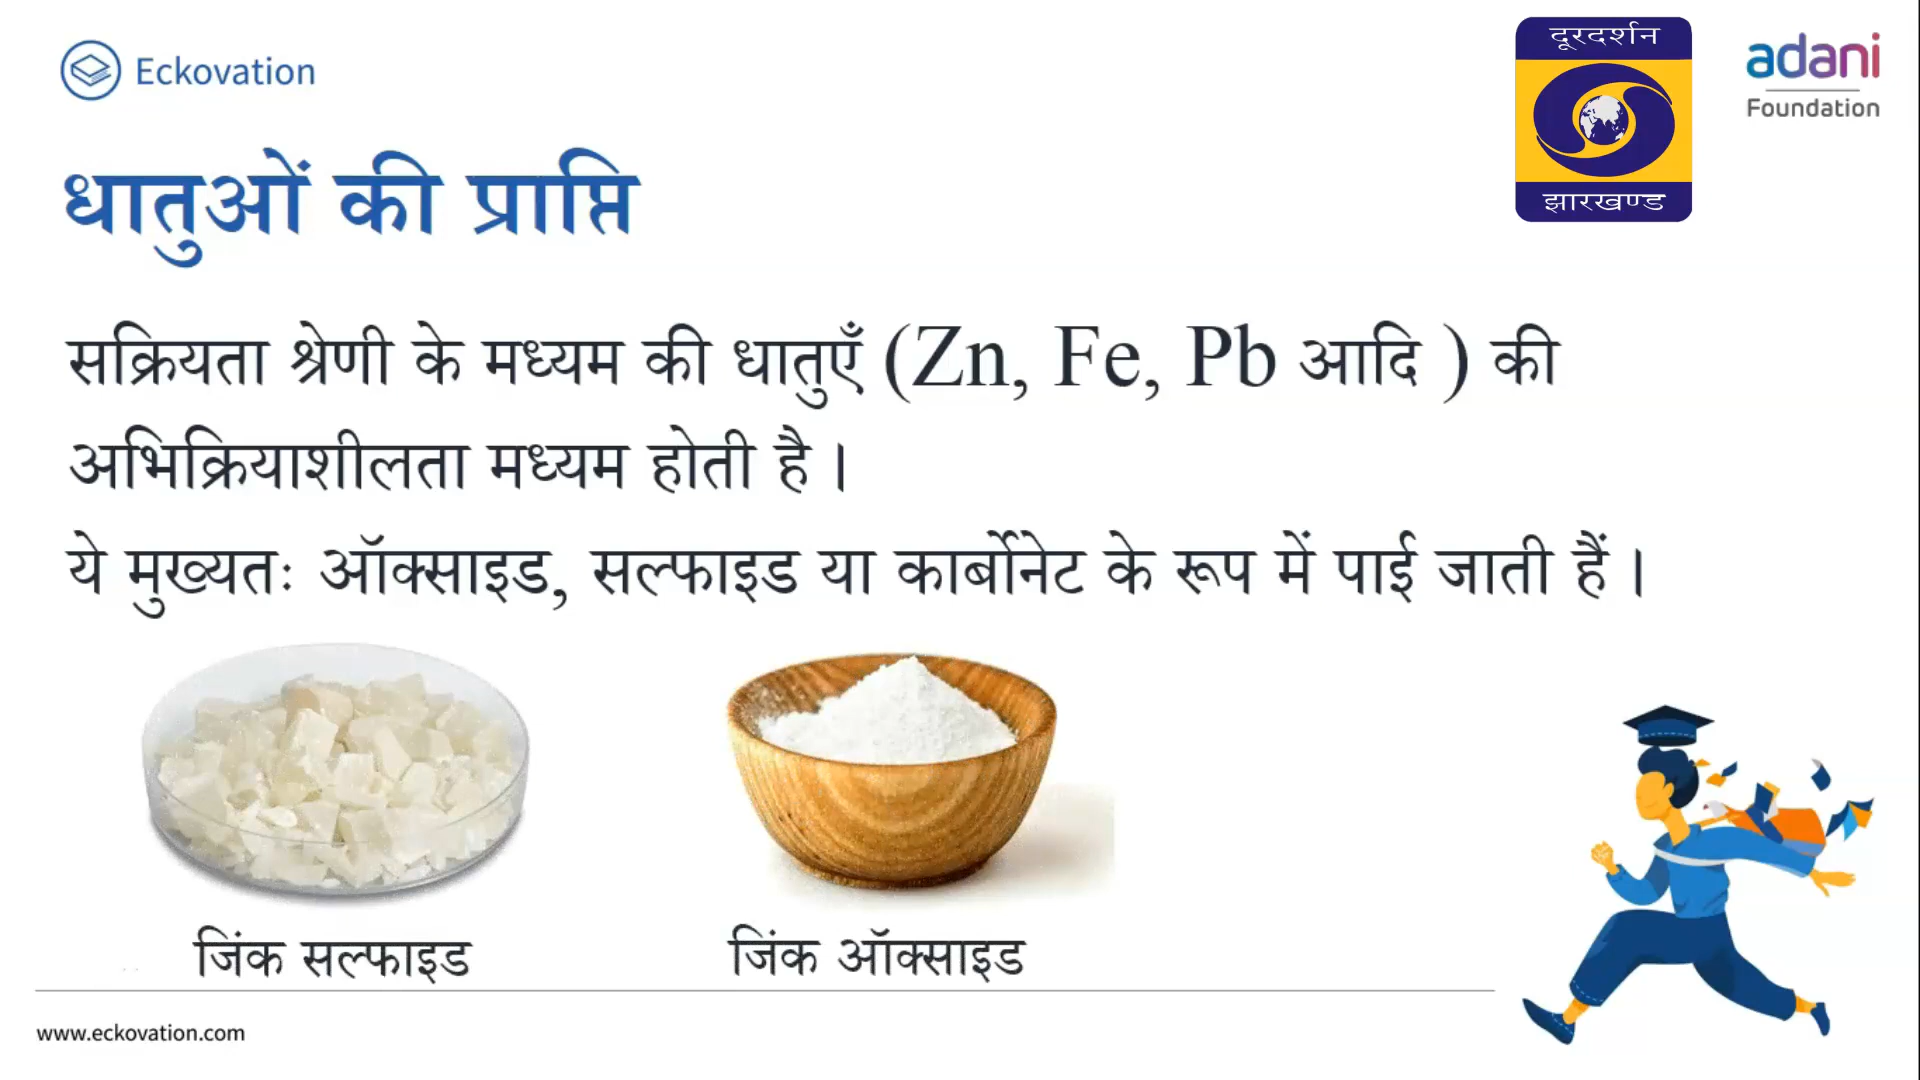 Eckovation
दूरदर्शन
झारखण्ड
adani
Foundation
धातुओं की प्राप्ति
सक्रियता श्रेणी के मध्यम की धातुएँ (Zn, Fe, Pb आदि ) की
अभिक्रियाशीलता मध्यम होती है ।
ये मुख्यतः ऑक्साइड, सल्फाइड या कार्बोनेट के रूप में पाई जाती हैं ।
जिंक सल्फाइड
जिंक ऑक्साइड
www.eckovation.com